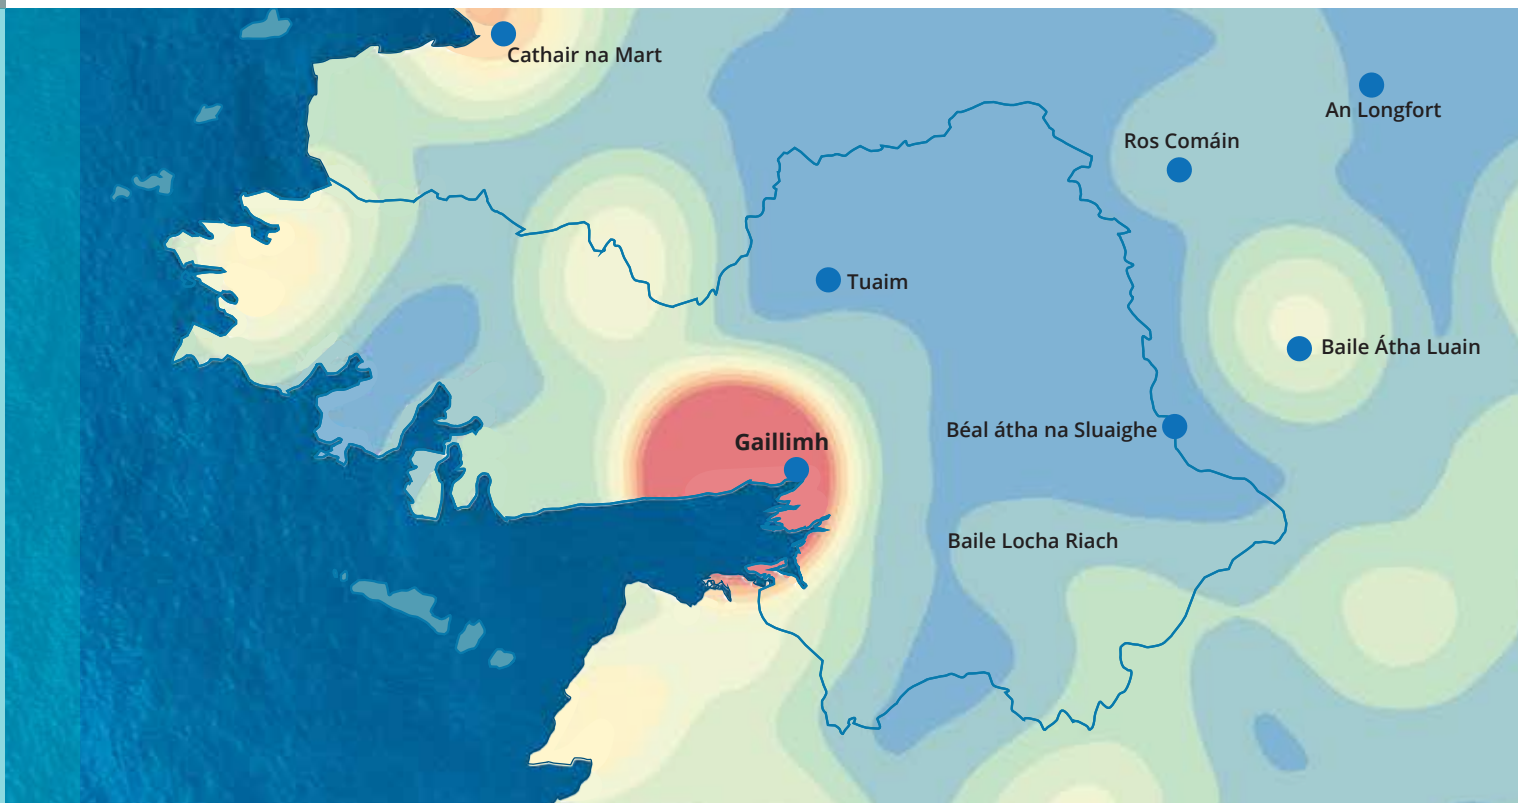 Cathair na Mart
An Longfort
Ros Comáin
Tuaim
Baile Átha Luain
Béal átha na Sluaighe
Gaillimh
Baile Locha Riach